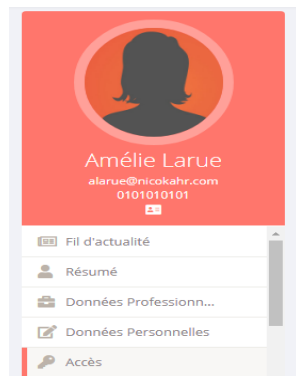 Amélie Larue
alarue@nicokahr.com
0101010101
Fil d'actualité
Résumé
Données Professionn...
Données Personnelles
Accès